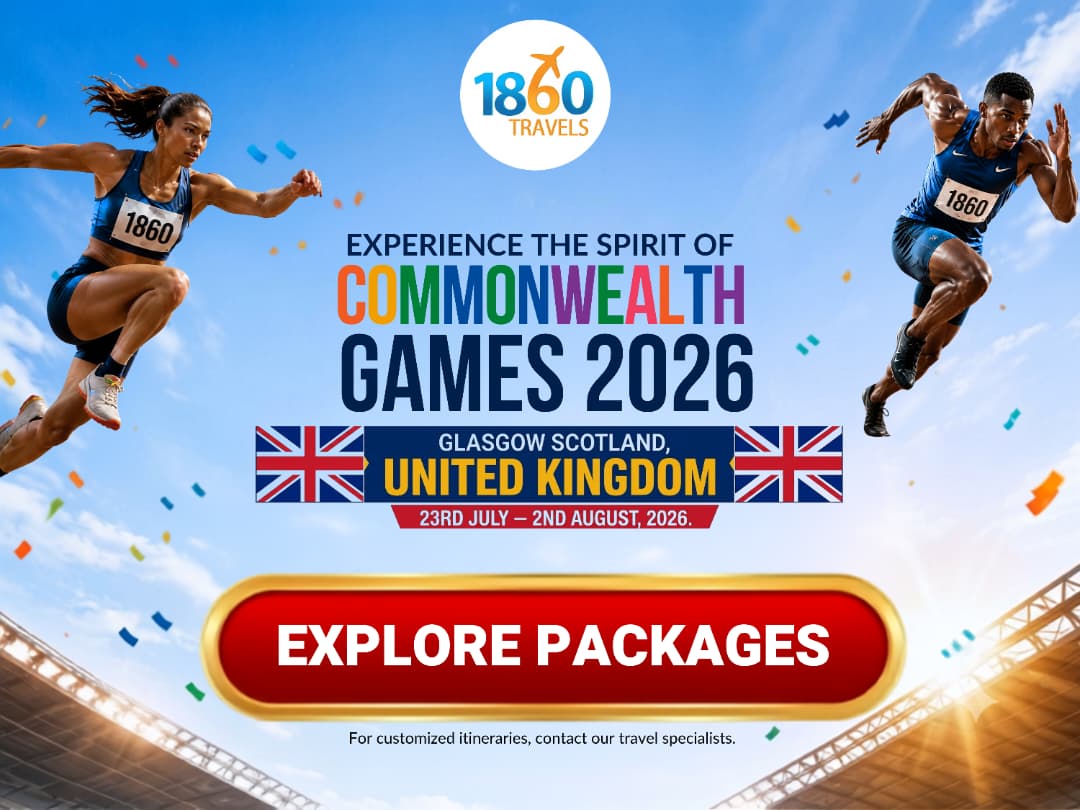 1860
TRAVELS
1860
1860
EXPERIENCE THE SPIRIT OF
COMMONWEALTH
GAMES 2026
GLASGOW SCOTLAND,
UNITED KINGDOM
23RD JULY – 2ND AUGUST, 2026.
EXPLORE PACKAGES
For customized itineraries, contact our travel specialists.